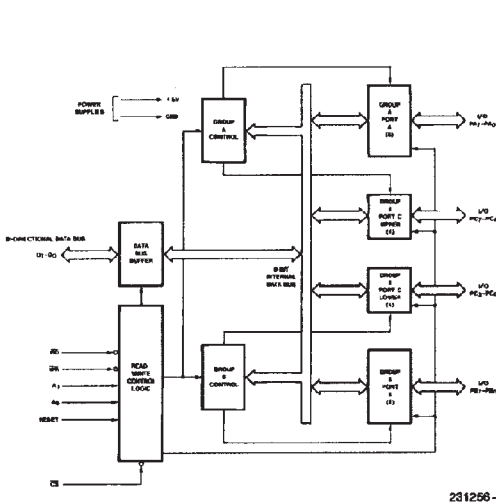 POWER
SUPPLIES
+5V
GND
GROUP
A
CONTROL
GROUP
A
PORT
A
(8)
I/O
PA7-PA0
GROUP
A
PORT C
UPPER
(4)
I/O
PC7-PC4
BI-DIRECTIONAL DATA BUS
D7-D0
DATA
BUS
BUFFER
8-BIT
INTERNAL
DATA BUS
GROUP
B
PORT C
LOWER
(4)
I/O
PC3-PC0
RD
WR
A1
A0
RESET
CS
READ
WRITE
CONTROL
LOGIC
GROUP
B
CONTROL
GROUP
B
PORT
B
(8)
I/O
PB7-PB0
231256-